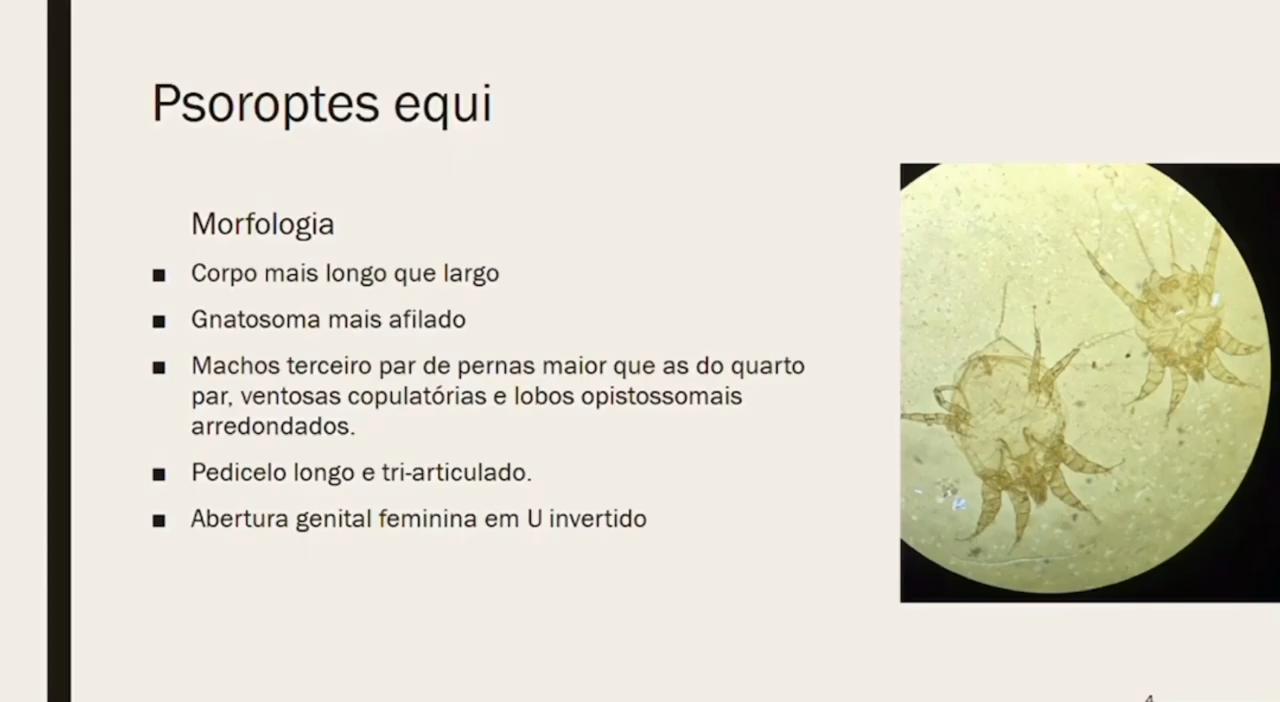 Psoroptes equi
Morfologia
■ Corpo mais longo que largo
■ Gnatosoma mais afilado
■ Machos terceiro par de pernas maior que as do quarto
par, ventosas copulatórias e lobos opistossomais
arredondados.
■ Pedicelo longo e tri-articulado.
■ Abertura genital feminina em U invertido